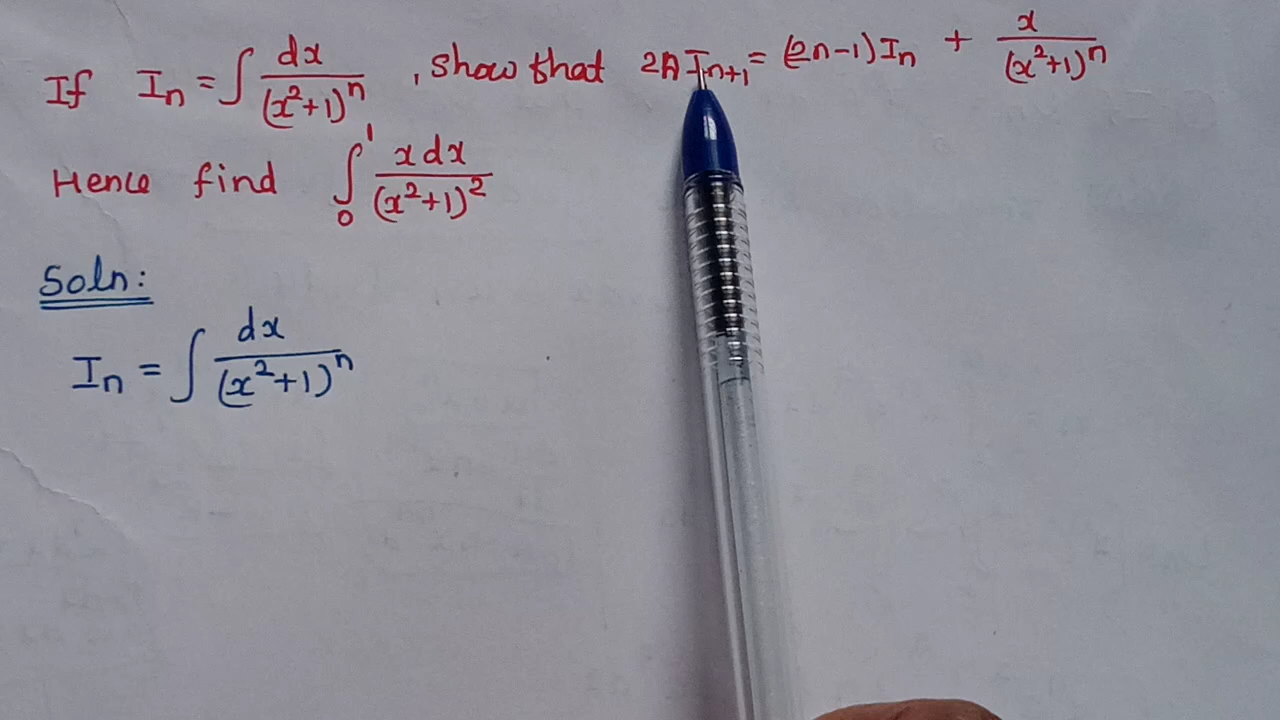 If Iₙ = ∫ dx/(x²+1)ⁿ , show that 2n Iₙ₊₁ = (2n-1) Iₙ + x/(x²+1)ⁿ
Hence find ∫₀¹ x dx/(x²+1)²
Soln:
Iₙ = ∫ dx/(x²+1)ⁿ